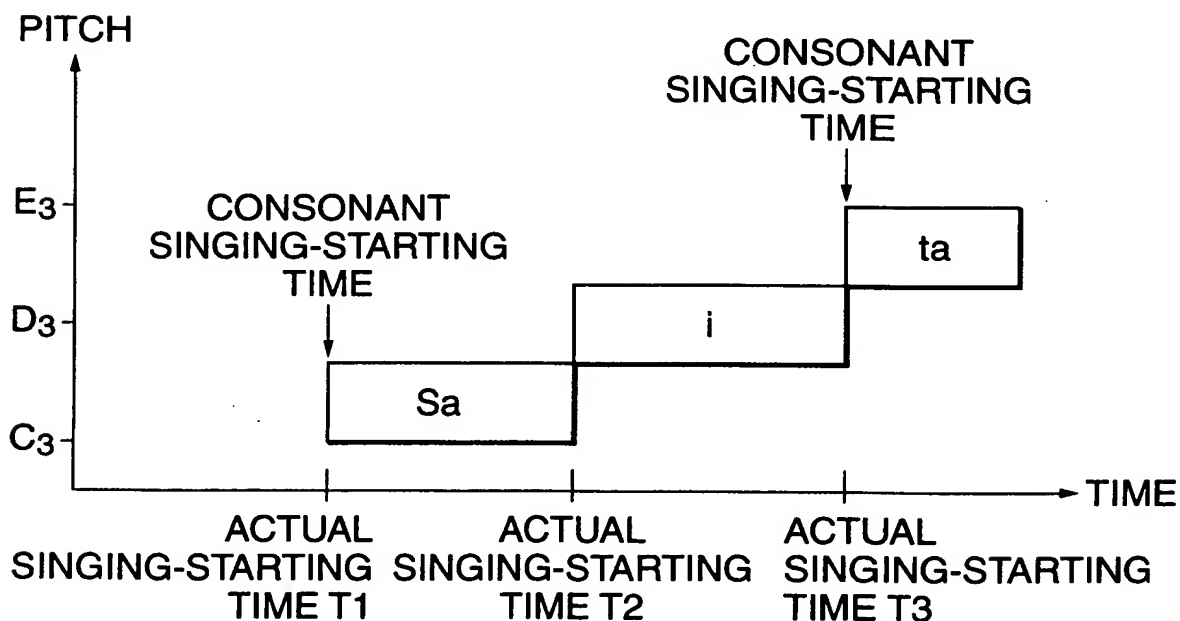 PITCH
CONSONANT
SINGING-STARTING
TIME
E3
CONSONANT
SINGING-STARTING
TIME
ta
D3
i
Sa
C3
TIME
ACTUAL
SINGING-STARTING
TIME T1
ACTUAL
SINGING-STARTING
TIME T2
ACTUAL
SINGING-STARTING
TIME T3